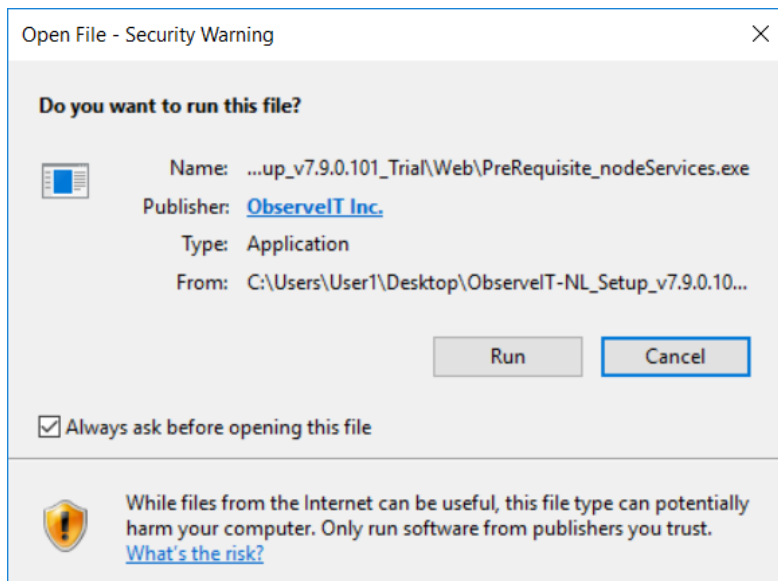 Open File - Security Warning
Do you want to run this file?
Name: ...up_v7.9.0.101_Trial\Web\PreRequisite_nodeServices.exe
Publisher: ObserveIT Inc.
Type: Application
From: C:\Users\User1\Desktop\ObserveIT-NL_Setup_v7.9.0.10...
Run Cancel
Always ask before opening this file
While files from the Internet can be useful, this file type can potentially
harm your computer. Only run software from publishers you trust.
What's the risk?